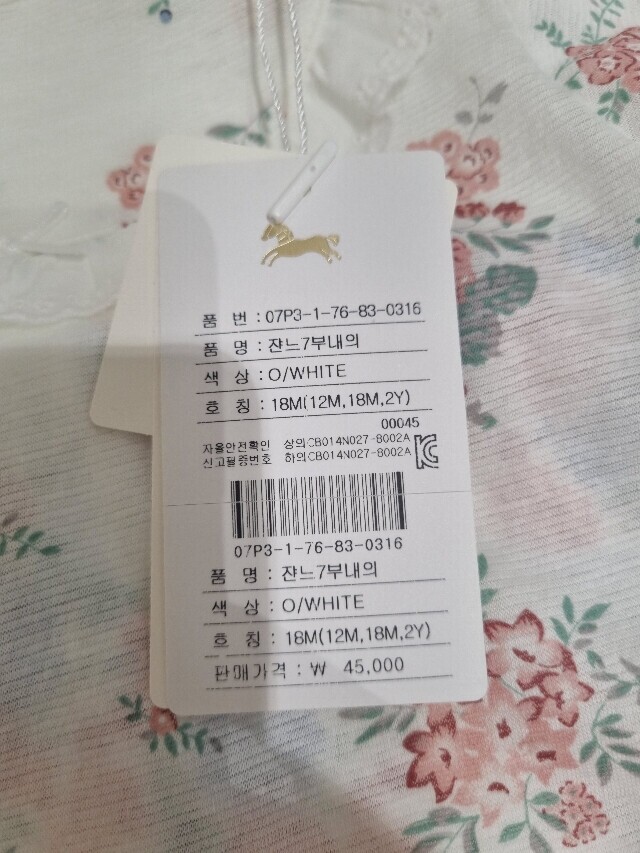 품 번 : 07P3-1-76-83-0316
품 명 : 쟌느7부내의
색 상 : O/WHITE
호 칭 : 18M(12M,18M,2Y)
00045
자율안전확인 상의CB014N027-8002A
신고필증번호 하의CB014N027-8002A
07P3-1-76-83-0316
품 명 : 쟌느7부내의
색 상 : O/WHITE
호 칭 : 18M(12M,18M,2Y)
판매가격 : ₩ 45,000